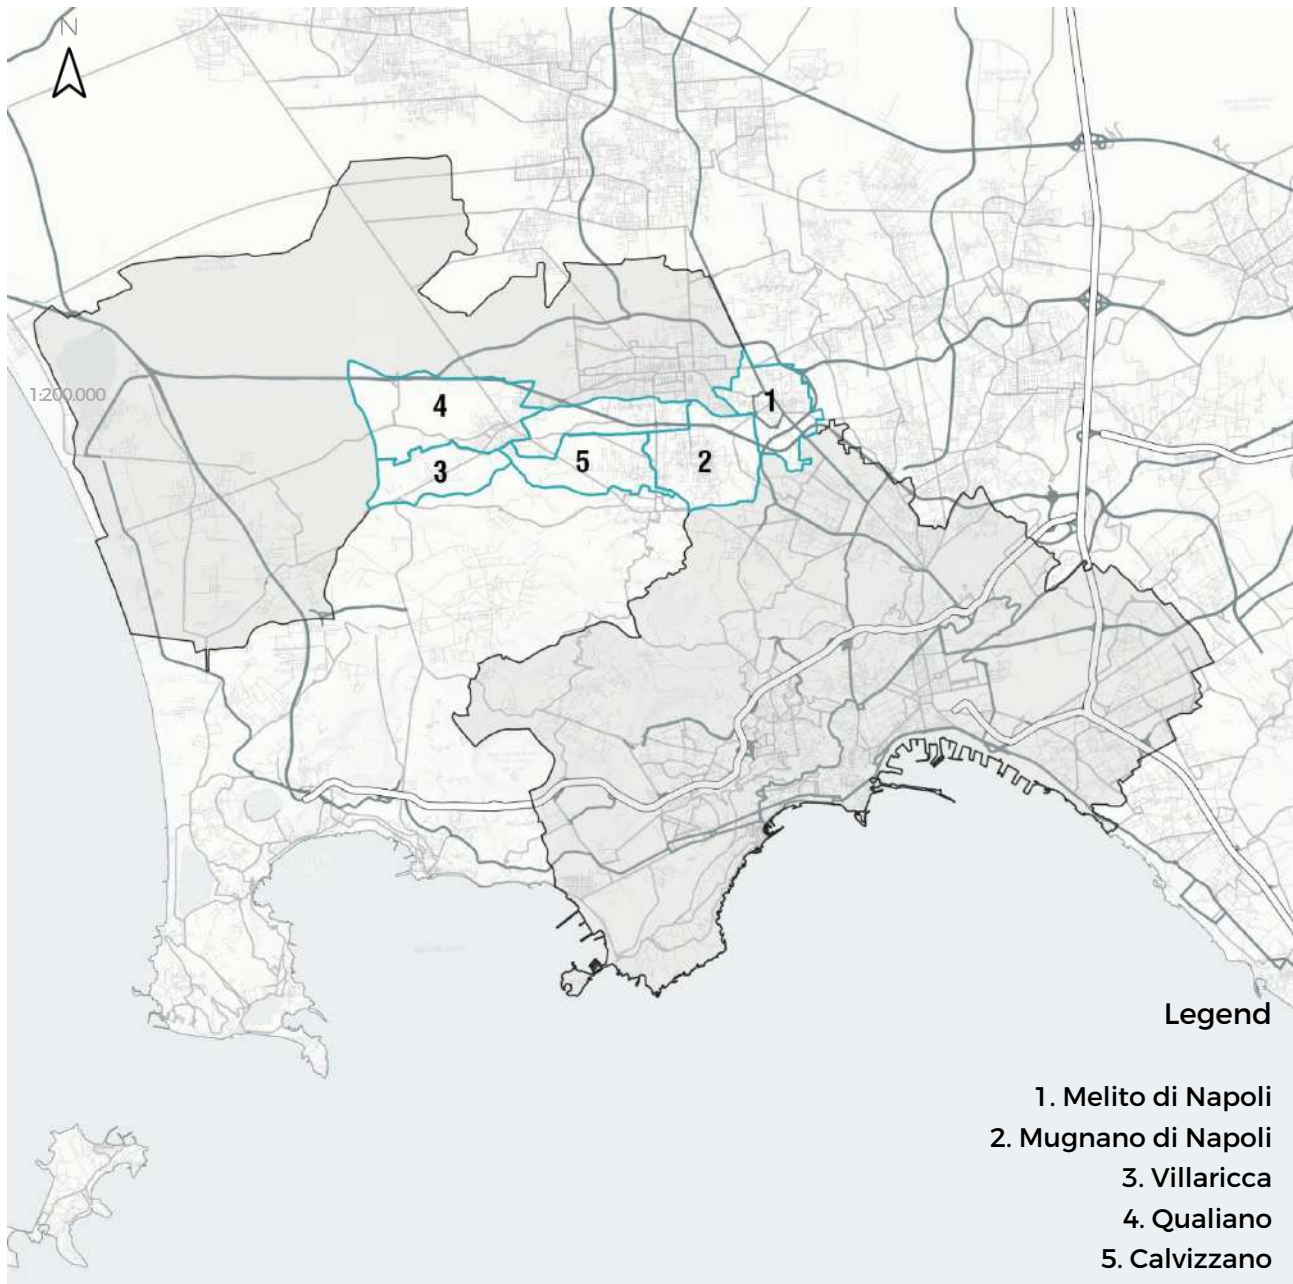 N
1:200.000
1
4
5
2
3
Legend
1. Melito di Napoli
2. Mugnano di Napoli
3. Villaricca
4. Qualiano
5. Calvizzano